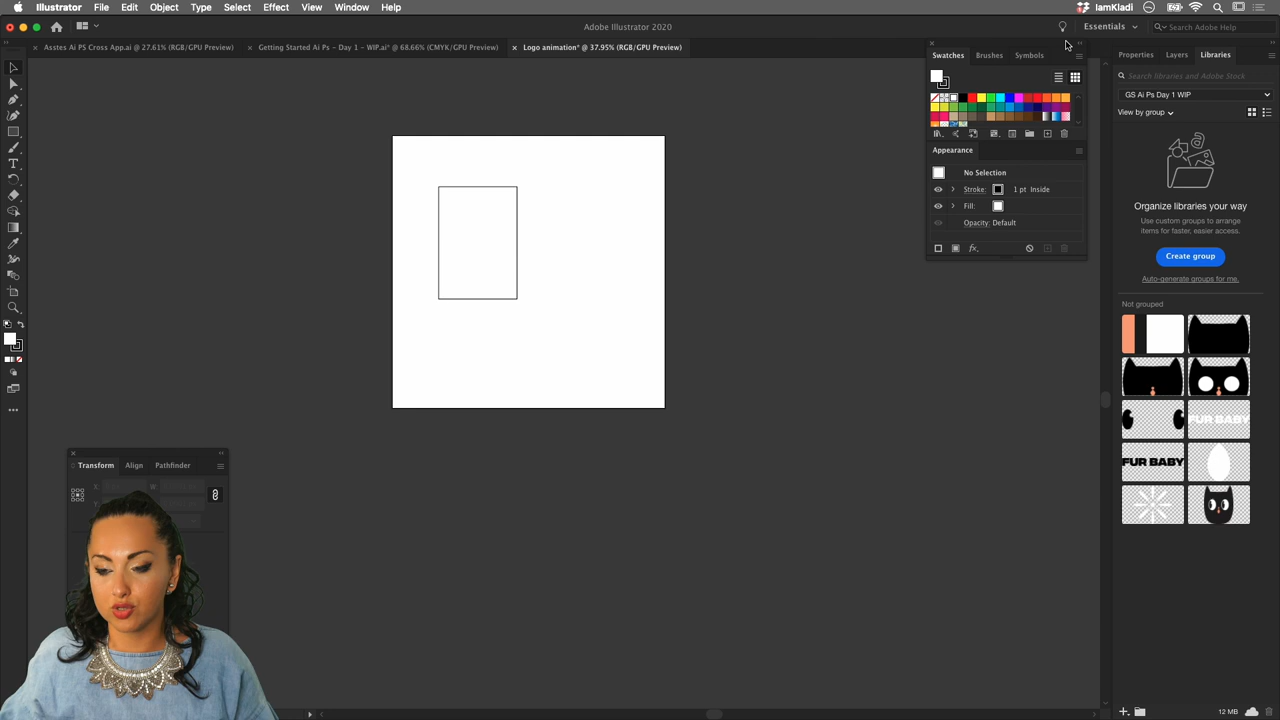 Illustrator File Edit Object Type Select Effect View Window Help
IamKladi
Adobe Illustrator 2020
Essentials
Search Adobe Help
Asstes Ai PS Cross App.ai @ 27.61% (RGB/GPU Preview)
Getting Started Ai Ps - Day 1 - WIP.ai* @ 68.66% (CMYK/GPU Preview)
Logo animation* @ 37.95% (RGB/GPU Preview)
Swatches Brushes Symbols
Properties Layers Libraries
Search libraries and Adobe Stock
GS Ai Ps Day 1 WIP
View by group
Appearance
No Selection
Stroke: 1 pt Inside
Fill:
Opacity: Default
fx
Organize libraries your way
Use custom groups to arrange
items for faster, easier access.
Create group
Auto-generate groups for me.
Not grouped
FUR BABY
FUR BABY
Transform Align Pathfinder
12 MB